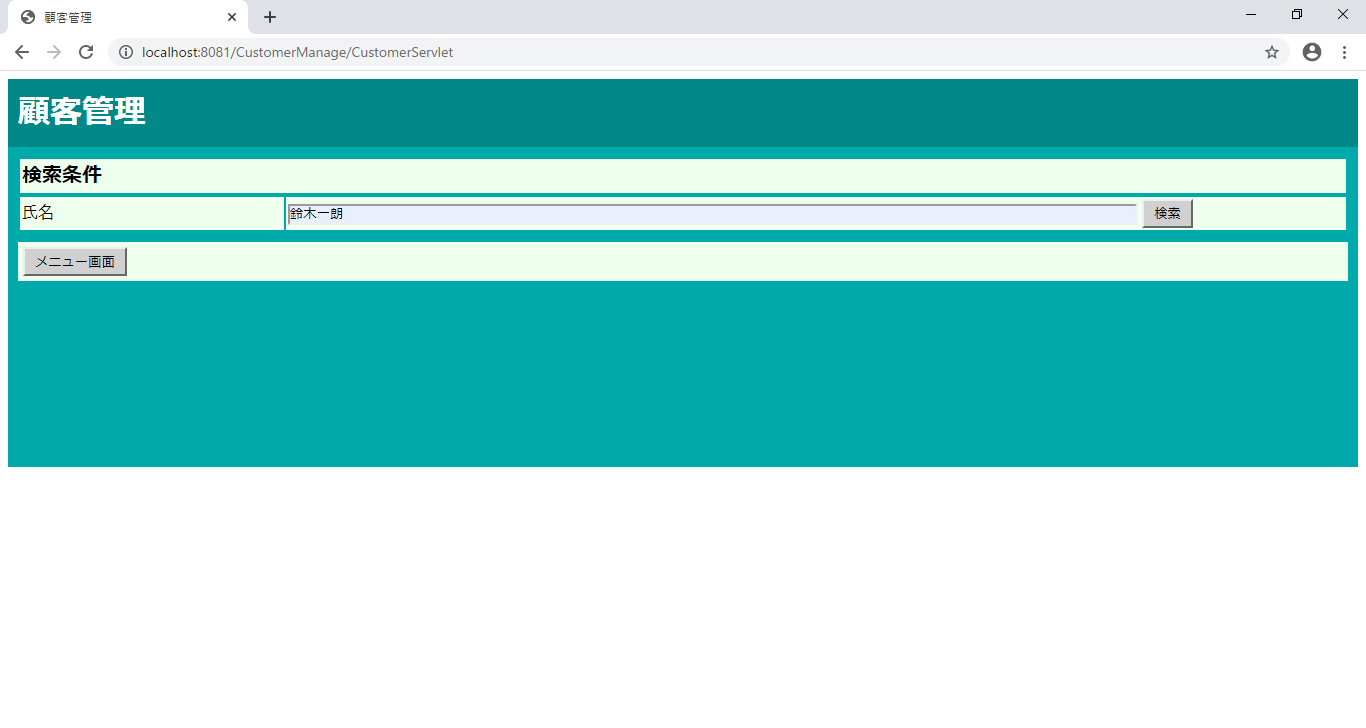 顧客管理
localhost:8081/CustomerManage/CustomerServlet
顧客管理
検索条件
氏名 鈴木一朗 検索
メニュー画面